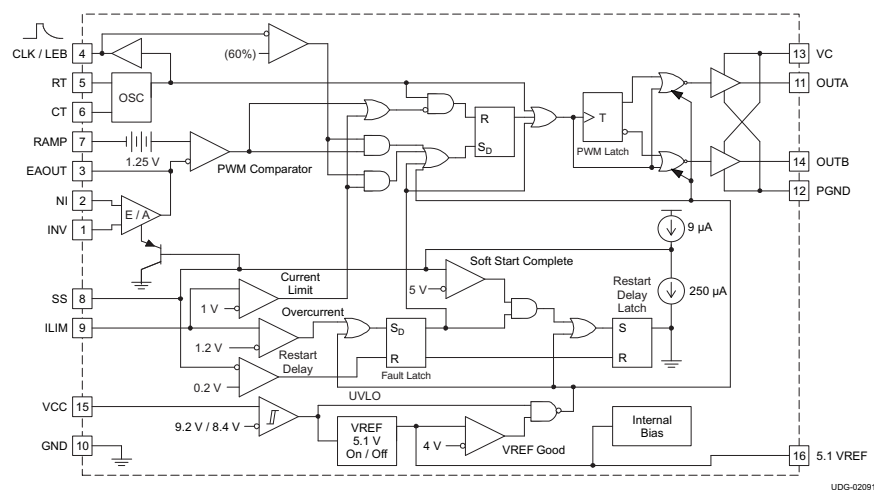 CLK / LEB 4
(60%)
13 VC
RT 5
OSC
11 OUTA
CT 6
R
T
RAMP 7
1.25 V
PWM Comparator
SD
PWM Latch
EAOUT 3
14 OUTB
NI 2
E / A
12 PGND
INV 1
9 µA
Soft Start Complete
SS 8
Current
Limit
5 V
Restart
Delay
Latch
250 µA
1 V
ILIM 9
Overcurrent
SD
S
1.2 V
Restart
Delay
R
R
0.2 V
Fault Latch
UVLO
VCC 15
9.2 V / 8.4 V
VREF
5.1 V
On / Off
4 V
VREF Good
Internal
Bias
GND 10
16 5.1 VREF
UDG-02091